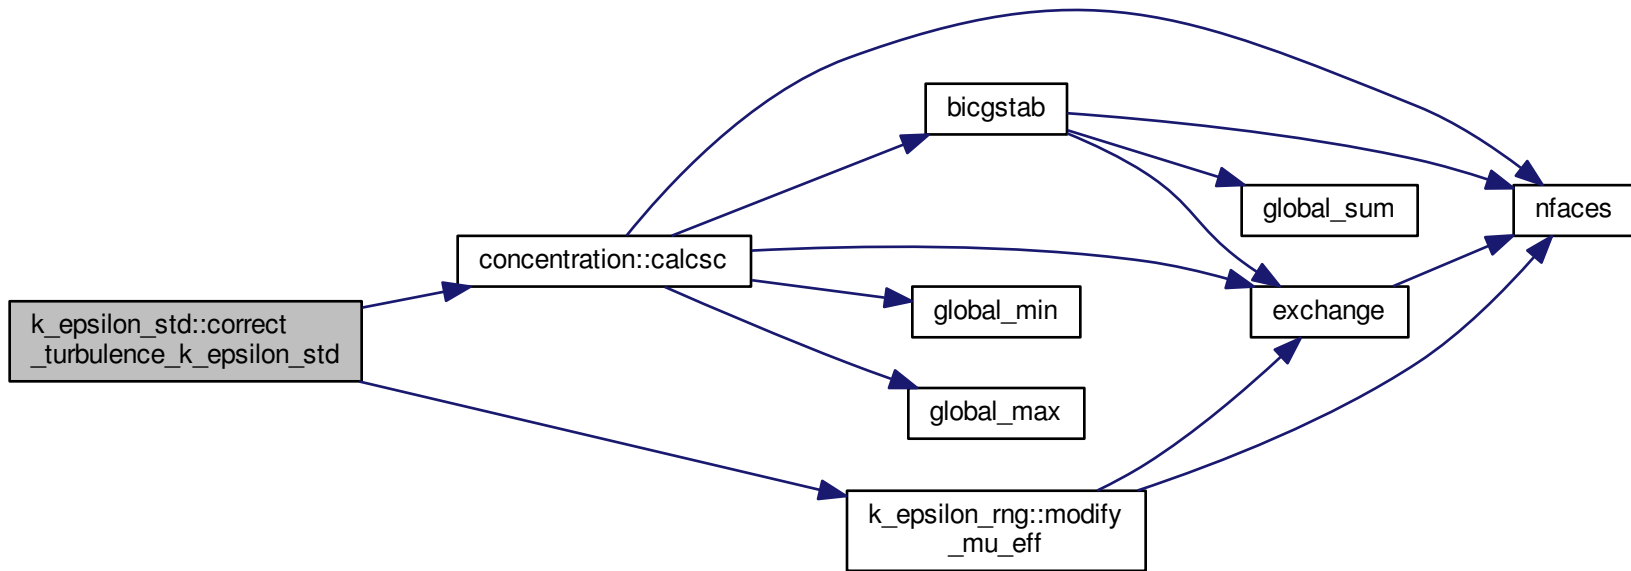 k_epsilon_std::correct
_turbulence_k_epsilon_std
concentration::calcsc
bicgstab
global_min
global_max
k_epsilon_rng::modify
_mu_eff
global_sum
exchange
nfaces